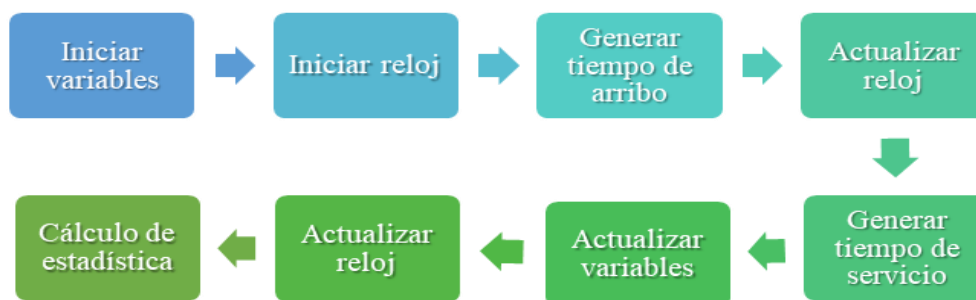 Iniciar
variables
Iniciar reloj
Generar
tiempo de
arribo
Actualizar
reloj
Generar
tiempo de
servicio
Actualizar
variables
Actualizar
reloj
Cálculo de
estadística